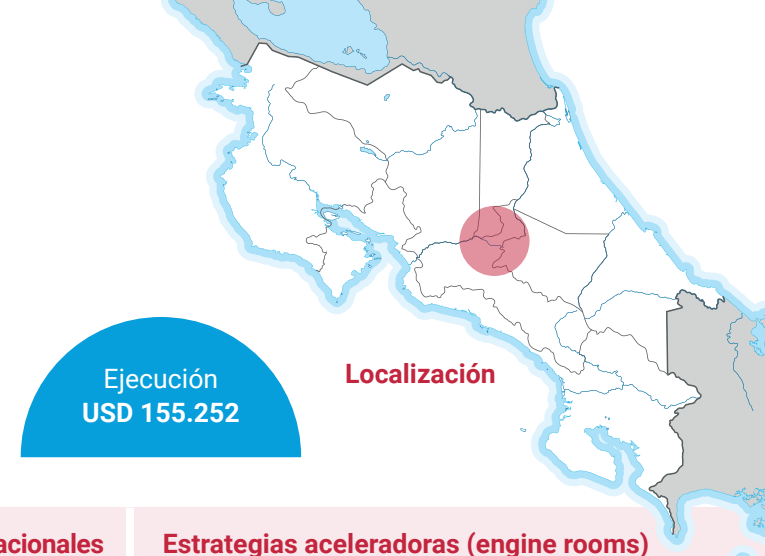 Localización
Ejecución
USD 155.252
acionales
Estrategias aceleradoras (engine rooms)